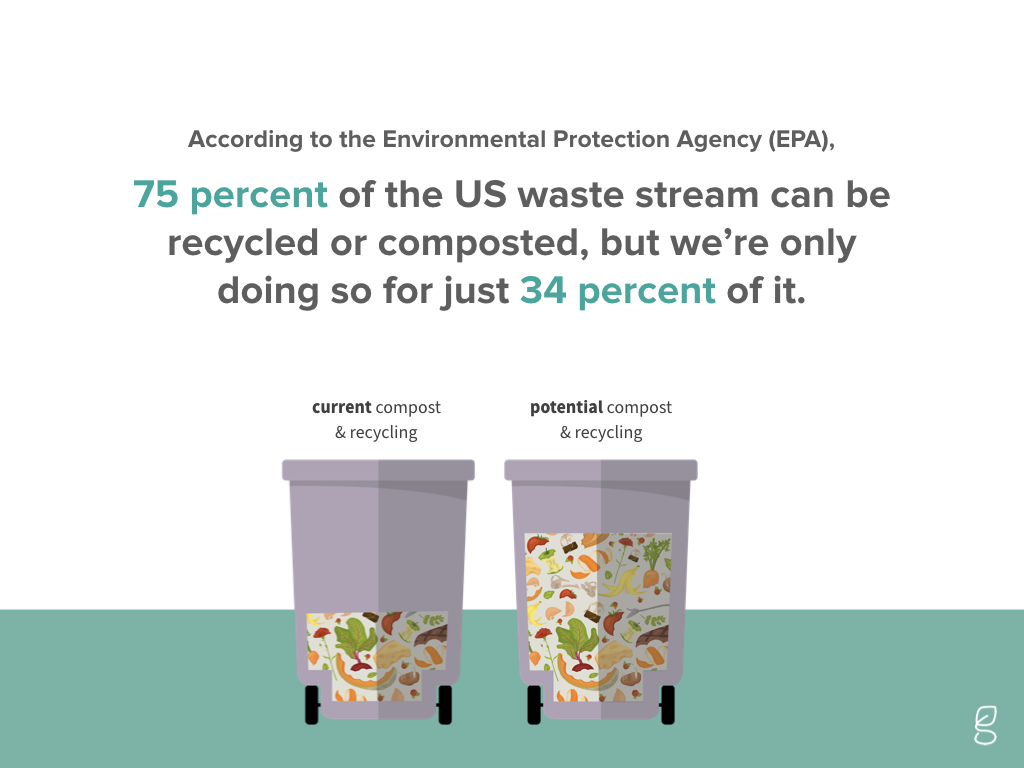 According to the Environmental Protection Agency (EPA),
75 percent of the US waste stream can be
recycled or composted, but we’re only
doing so for just 34 percent of it.
current compost
& recycling
potential compost
& recycling